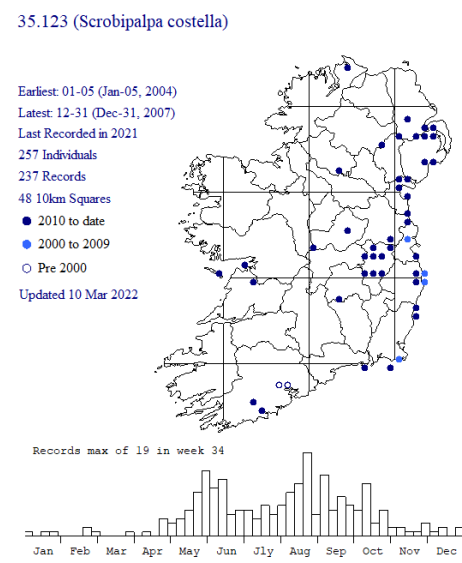 35.123 (Scrobipalpa costella)
Earliest: 01-05 (Jan-05, 2004)
Latest: 12-31 (Dec-31, 2007)
Last Recorded in 2021
257 Individuals
237 Records
48 10km Squares
2010 to date
2000 to 2009
Pre 2000
Updated 10 Mar 2022
Records max of 19 in week 34
Jan Feb Mar Apr May Jun Jly Aug Sep Oct Nov Dec